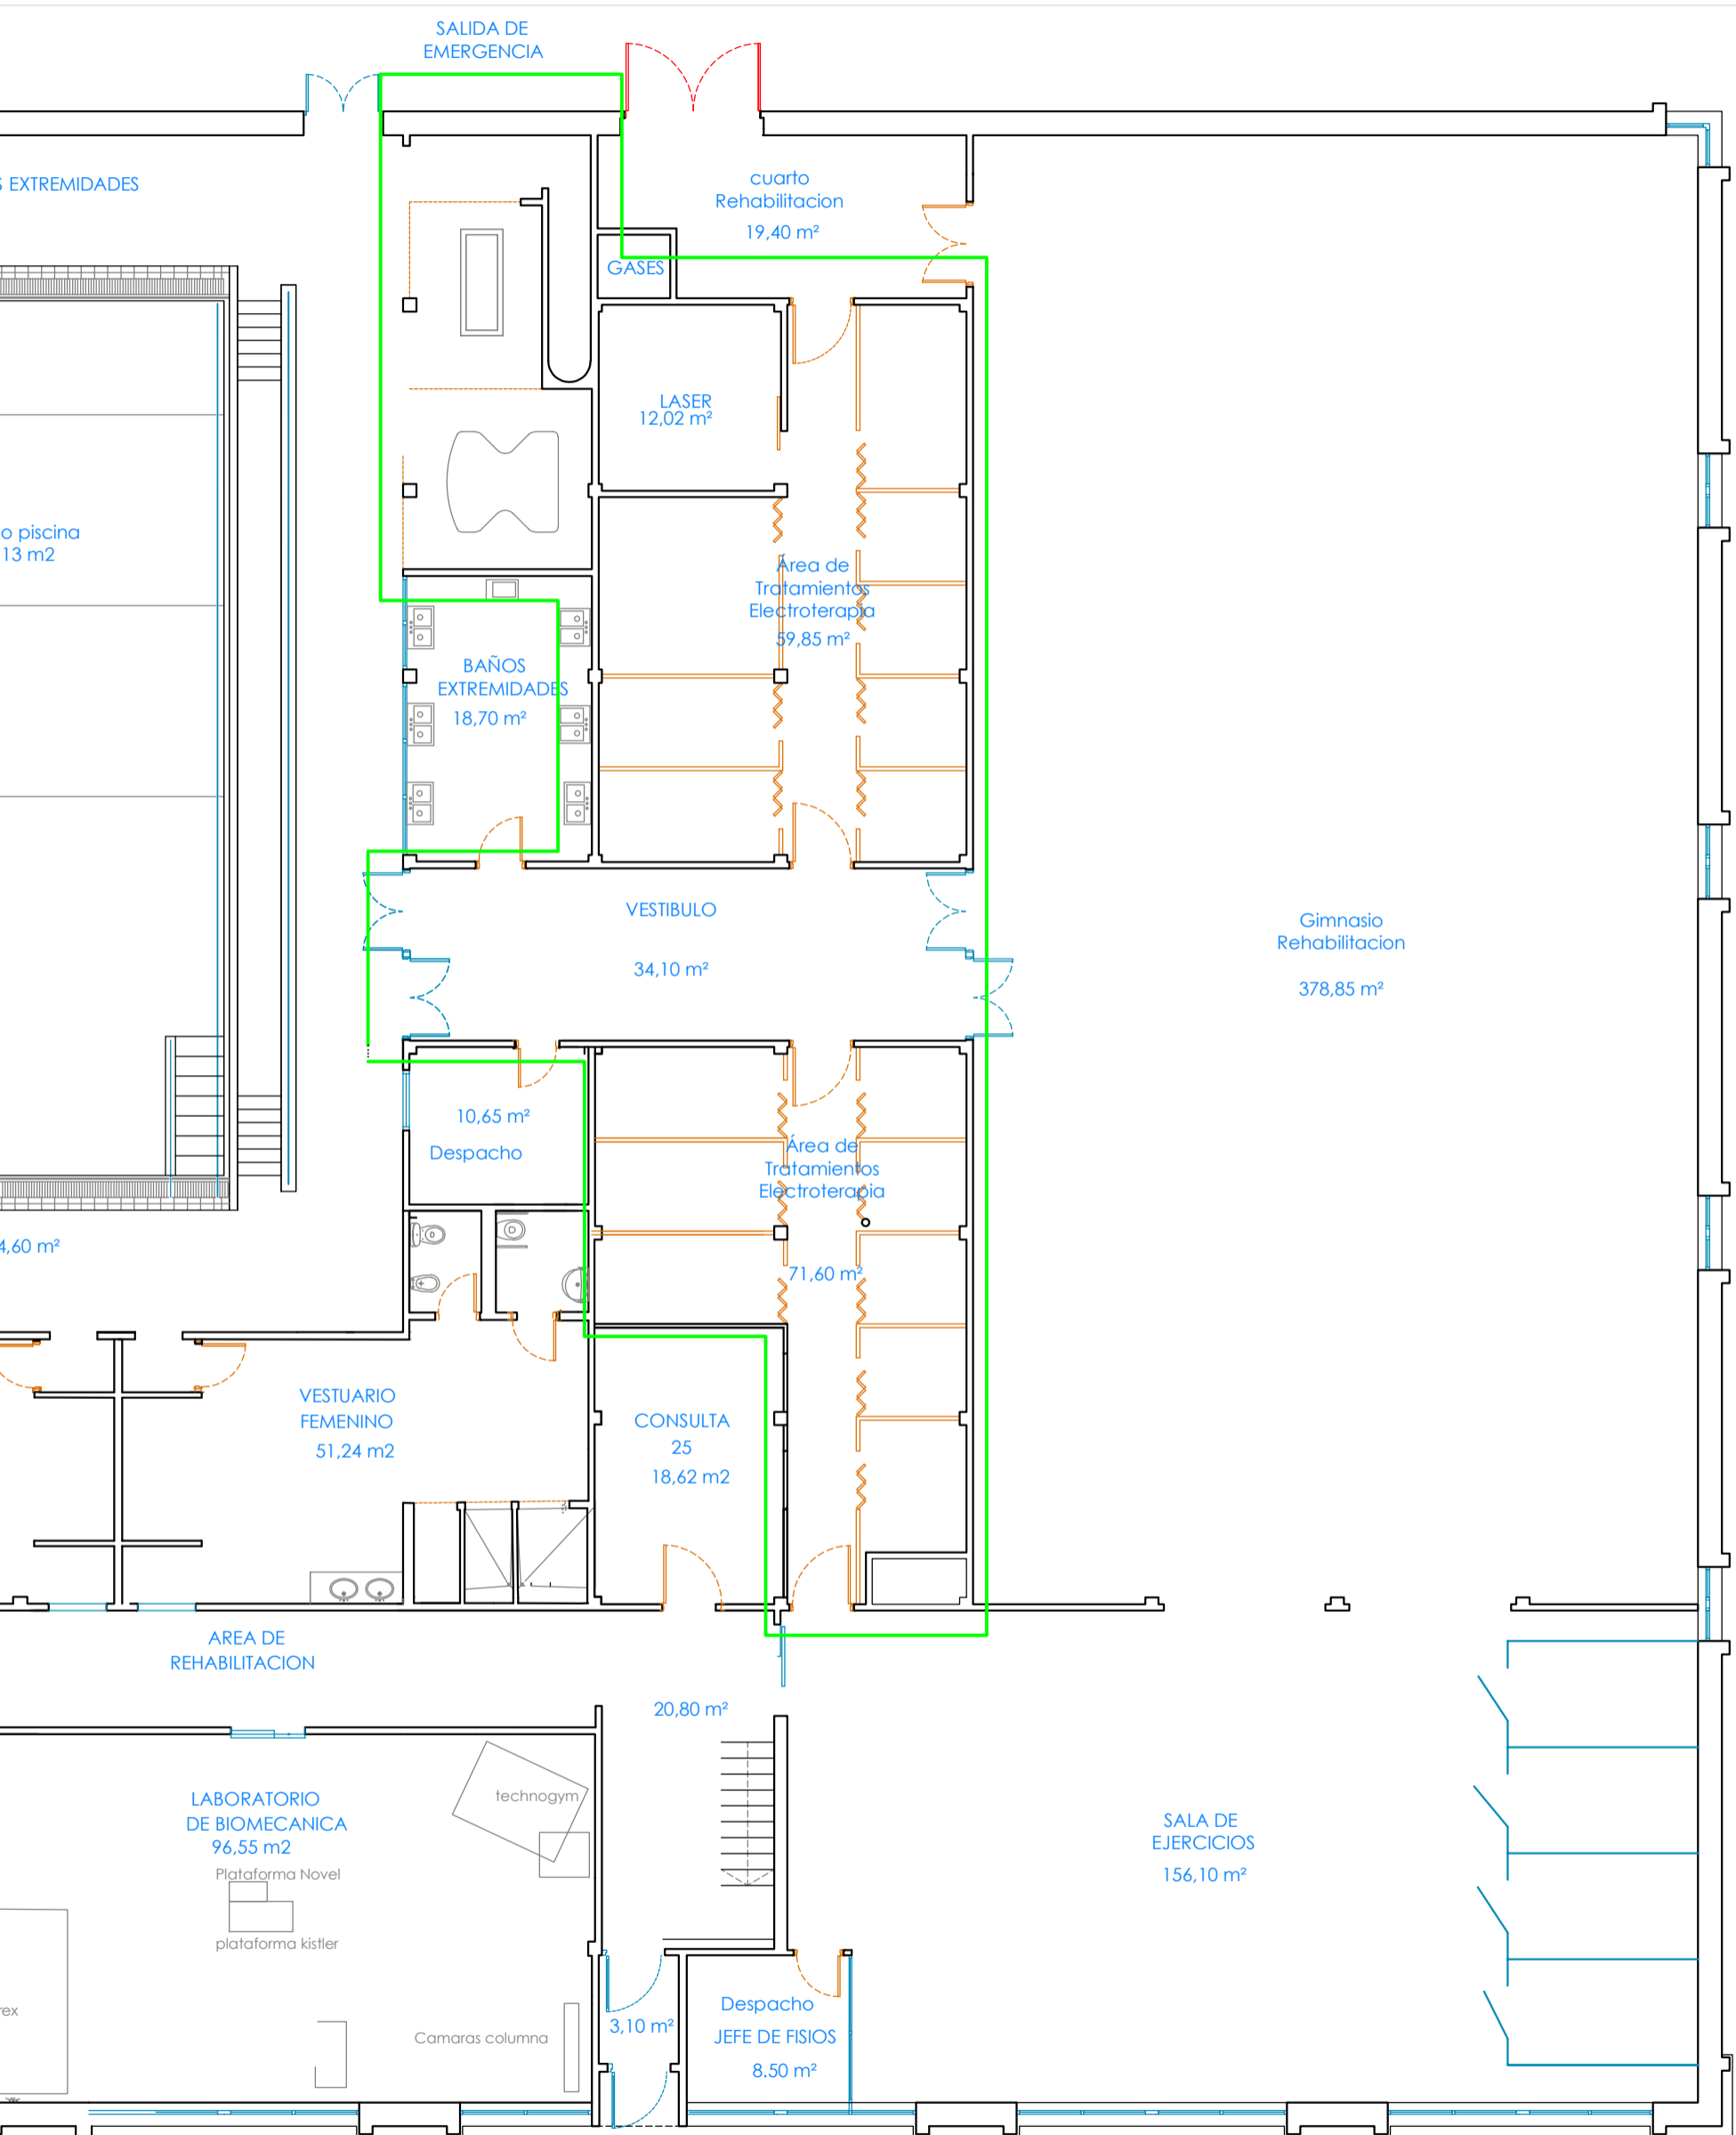 SALIDA DE
EMERGENCIA
EXTREMIDADES
cuarto
Rehabilitacion
19,40 m²
GASES
LASER
12,02 m²
o piscina
13 m2
Área de
Tratamientos
Electroterapia
59,85 m²
BAÑOS
EXTREMIDADES
18,70 m²
VESTIBULO
34,10 m²
Gimnasio
Rehabilitacion
378,85 m²
10,65 m²
Despacho
Área de
Tratamientos
Electroterapia
71,60 m²
4,60 m²
VESTUARIO
FEMENINO
51,24 m2
CONSULTA
25
18,62 m2
AREA DE
REHABILITACION
20,80 m²
LABORATORIO
DE BIOMECANICA
96,55 m2
technogym
Plataforma Novel
plataforma kistler
SALA DE
EJERCICIOS
156,10 m²
rex
Camaras columna
3,10 m²
Despacho
JEFE DE FISIOS
8.50 m²